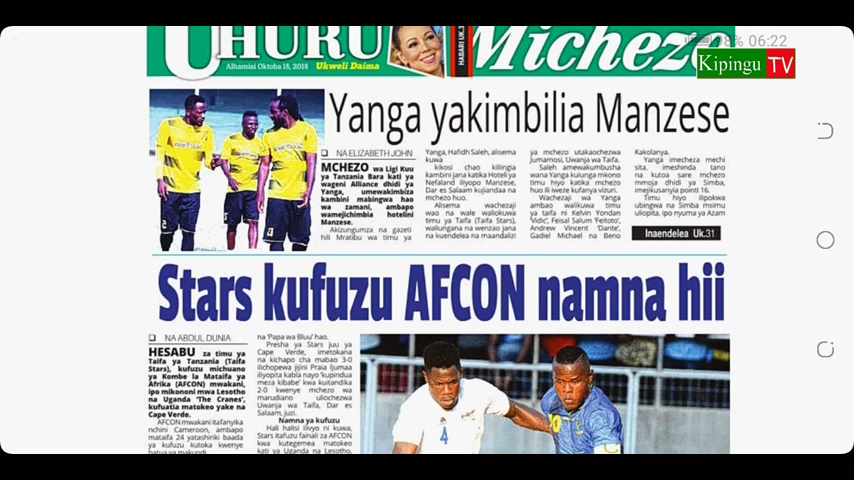 98% 06:22
UHURU
Alhamisi Oktoba 18, 2018 Ukweli Daima
HABARI UK.
Michezo
Kipingu TV
Yanga yakimbilia Manzese
NA ELIZABETH JOHN
MCHEZO wa Ligi Kuu
ya Tanzania Bara kati ya
wageni Alliance dhidi ya
Yanga, umewakimbiza
kambini mabingwa hao
wa zamani, ambapo
wamejichimbia hotelini
Manzese.
Akizungumza na gazeti
hili Mratibu wa timu ya
Yanga, Hafidh Saleh, alisema
kuwa
kikosi chao kiliingia
kambini jana katika Hoteli ya
Nefaland iliyopo Manzese,
Dar es Salaam kujiandaa na
mchezo huo.
Alisema wachezaji
wao na wale waliokuwa
timu ya Taifa (Taifa Stars),
waliungana na wenzao jana
na kuendelea na maandalizi
ya mchezo utakaochezwa
Jumamosi, Uwanja wa Taifa.
Saleh amewakumbusha
wana Yanga kuiunga mkono
timu hiyo katika mchezo
huo ili iweze kufanya vizuri.
Wachezaji wa Yanga
ambao walikuwa timu
ya taifa ni Kelvin Yondan
'Vidic', Feisal Salum 'Feitoto',
Andrew Vincent 'Dante',
Gadiel Michael na Beno
Kakolanya.
Yanga imecheza mechi
sita, imeshinda tano
na kutoa sare mchezo
mmoja dhidi ya Simba,
imejikusanyia pointi 16.
Timu hiyo ilipokwa
ubingwa na Simba msimu
uliopita, ipo nyuma ya Azam
Inaendelea Uk.31
Stars kufuzu AFCON namna hii
NA ABDUL DUNIA
HESABU za timu ya
Taifa ya Tanzania (Taifa
Stars), kufuzu michuano
ya Kombe la Mataifa ya
Afrika (AFCON) mwakani,
ipo mikononi mwa Lesotho
na Uganda 'The Cranes',
kufuatia matokeo yake na
Cape Verde.
AFCON mwakani itafanyika
nchini Cameroon, ambapo
mataifa 24 yatashiriki baada
ya kufuzu kutoka kwenye
hatua ya makundi.
na 'Papa wa Bluu' hao.
Presha ya Stars juu ya
Cape Verde, imetokana
na kichapo cha mabao 3-0
ilichopewa jijini Praia Ijumaa
iliyopita kabla nayo 'kupindua
meza kibabe' kwa kuitandika
2-0 kwenye mchezo wa
marudiano uliochezwa
Uwanja wa Taifa, Dar es
Salaam, juzi.
Namna ya kufuzu
Hali halisi ilivyo ni kuwa,
Stars itafuzu fainali za AFCON
kwa kutegemea matokeo
kati ya Uganda na Lesotho,
4